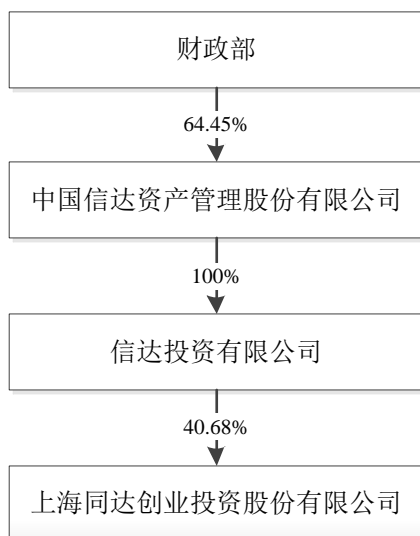 财政部
64.45%
中国信达资产管理股份有限公司
100%
信达投资有限公司
40.68%
上海同达创业投资股份有限公司